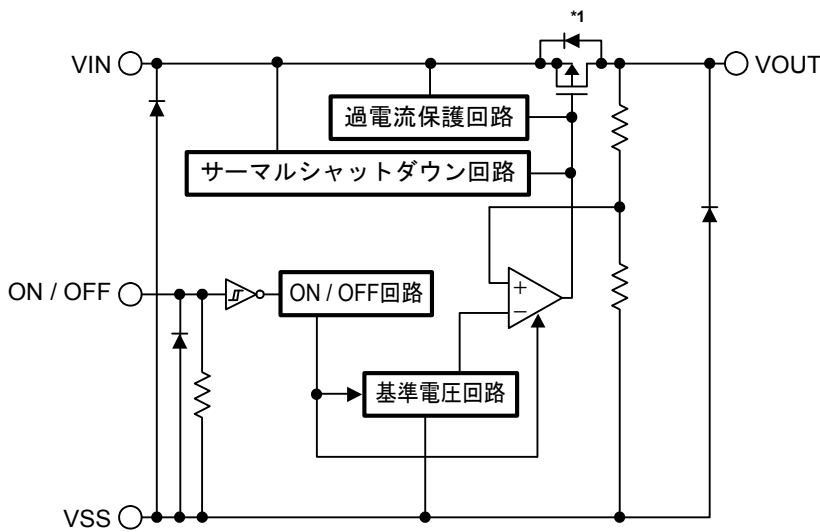 *1
VIN
VOUT
過電流保護回路
サーマルシャットダウン回路
ON / OFF
ON / OFF回路
+
−
基準電圧回路
VSS